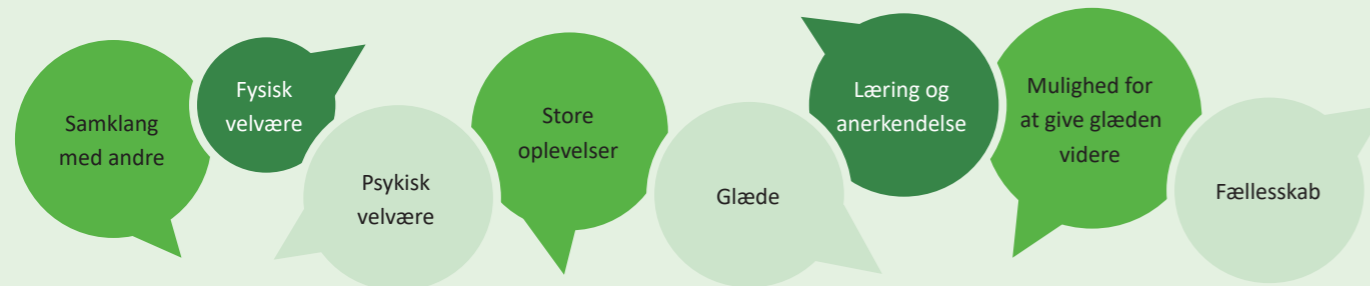 Samklang
med andre
Fysisk
velvære
Psykisk
velvære
Store
oplevelser
Glæde
Læring og
anerkendelse
Mulighed for
at give glæden
videre
Fællesskab